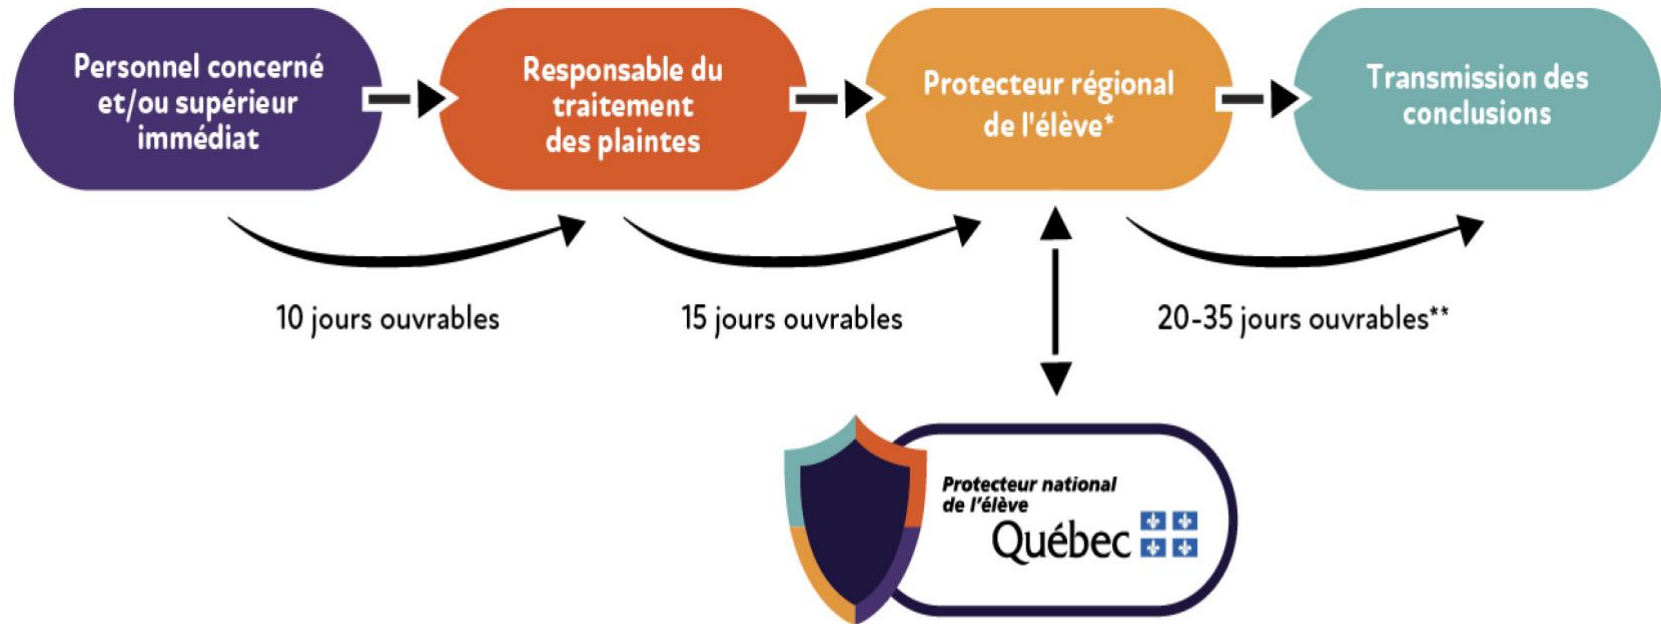 Personnel concerné
et/ou supérieur
immédiat
Responsable du
traitement
des plaintes
Protecteur régional
de l'élève*
Transmission des
conclusions
10 jours ouvrables
15 jours ouvrables
20-35 jours ouvrables**
Protecteur national
de l'élève
Québec